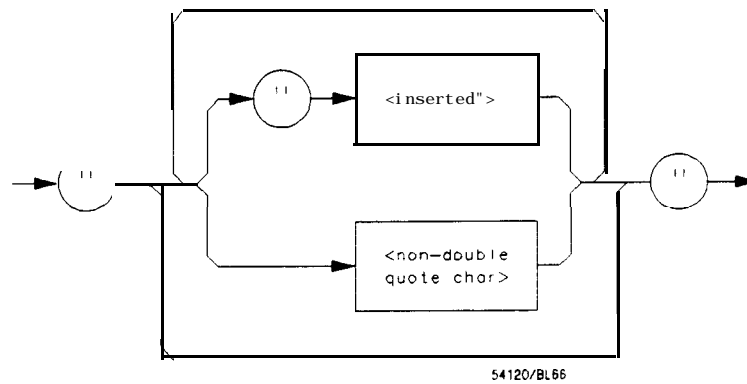 "
<inserted">
"
"
<non-double
quote char>
54120/BL66